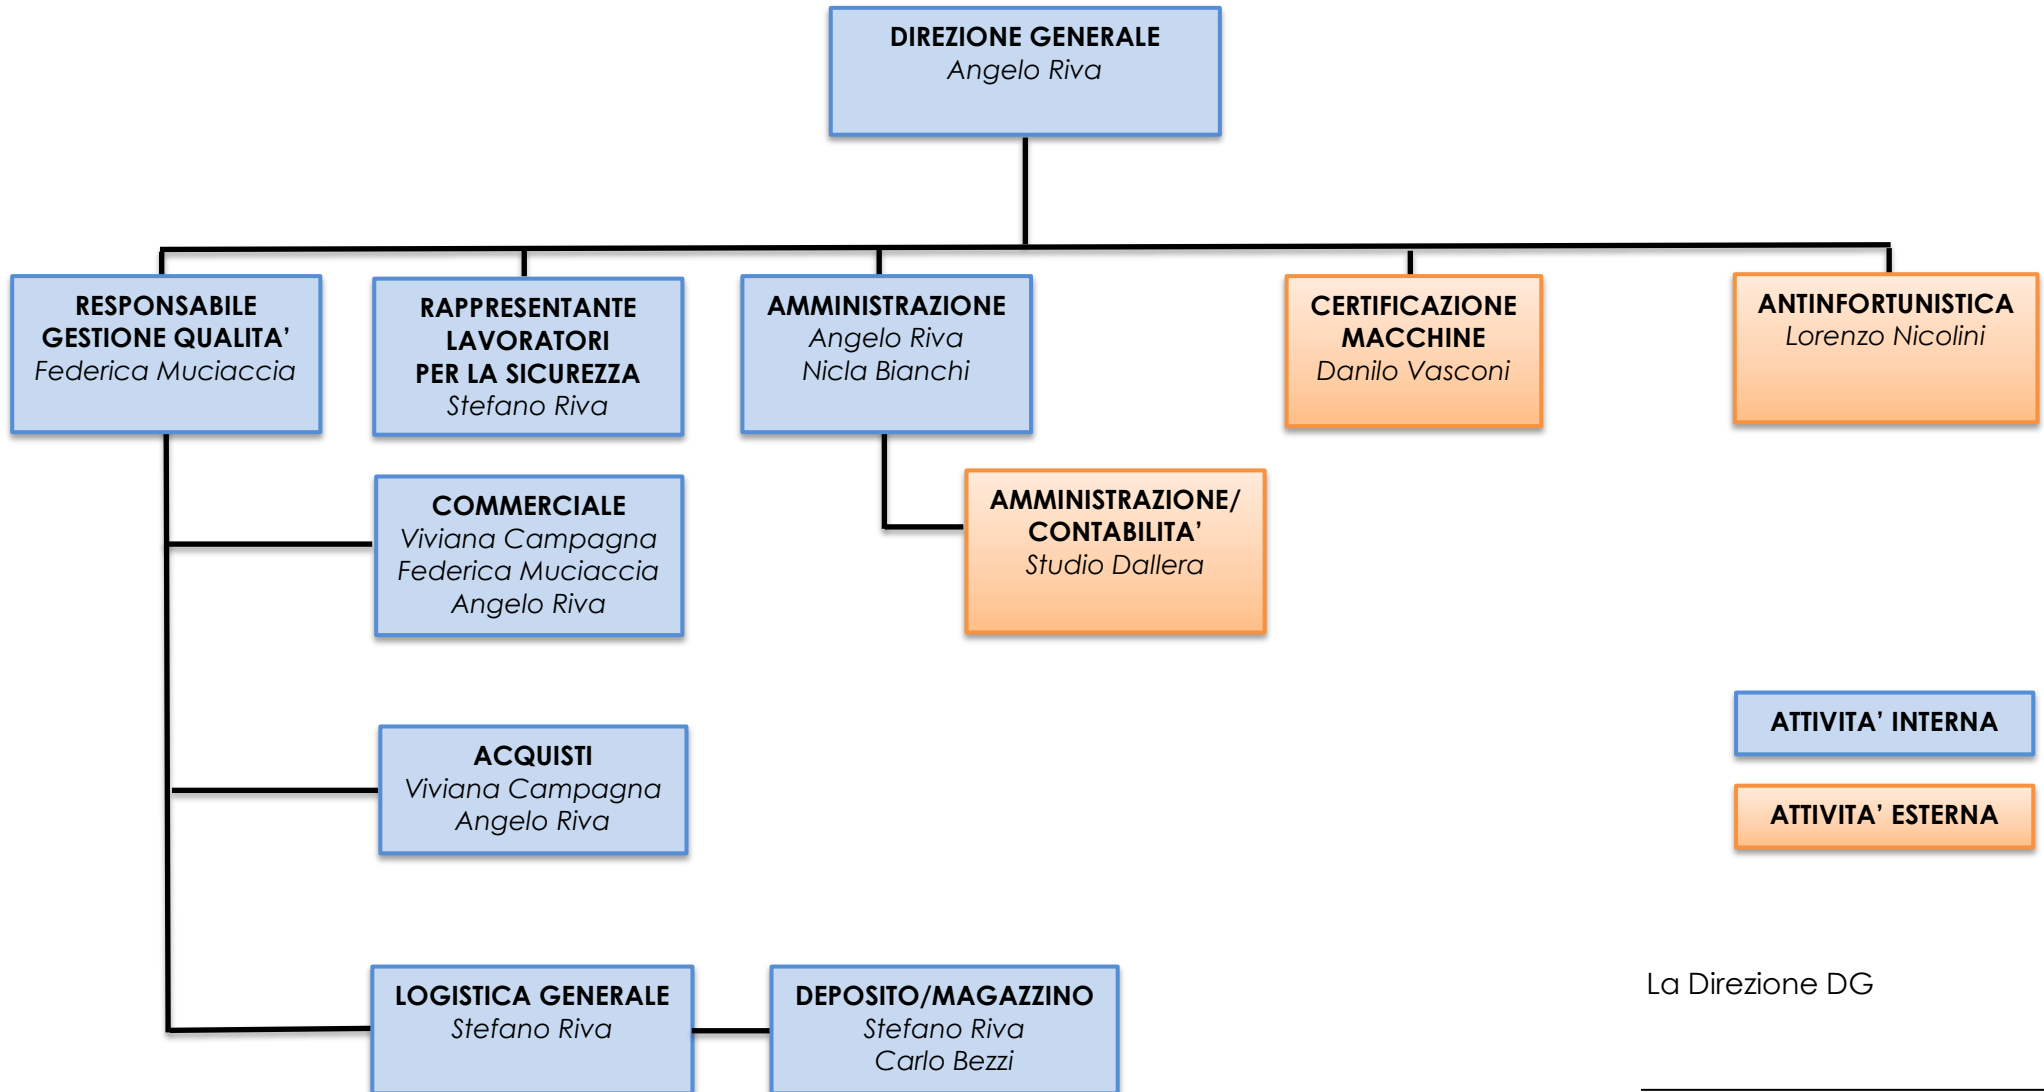 DIREZIONE GENERALE
Angelo Riva
RESPONSABILE
GESTIONE QUALITA’
Federica Muciaccia
RAPPRESENTANTE
LAVORATORI
PER LA SICUREZZA
Stefano Riva
AMMINISTRAZIONE
Angelo Riva
Nicla Bianchi
CERTIFICAZIONE
MACCHINE
Danilo Vasconi
ANTINFORTUNISTICA
Lorenzo Nicolini
COMMERCIALE
Viviana Campagna
Federica Muciaccia
Angelo Riva
AMMINISTRAZIONE/
CONTABILITA’
Studio Dallera
ACQUISTI
Viviana Campagna
Angelo Riva
ATTIVITA’ INTERNA
ATTIVITA’ ESTERNA
LOGISTICA GENERALE
Stefano Riva
DEPOSITO/MAGAZZINO
Stefano Riva
Carlo Bezzi
La Direzione DG